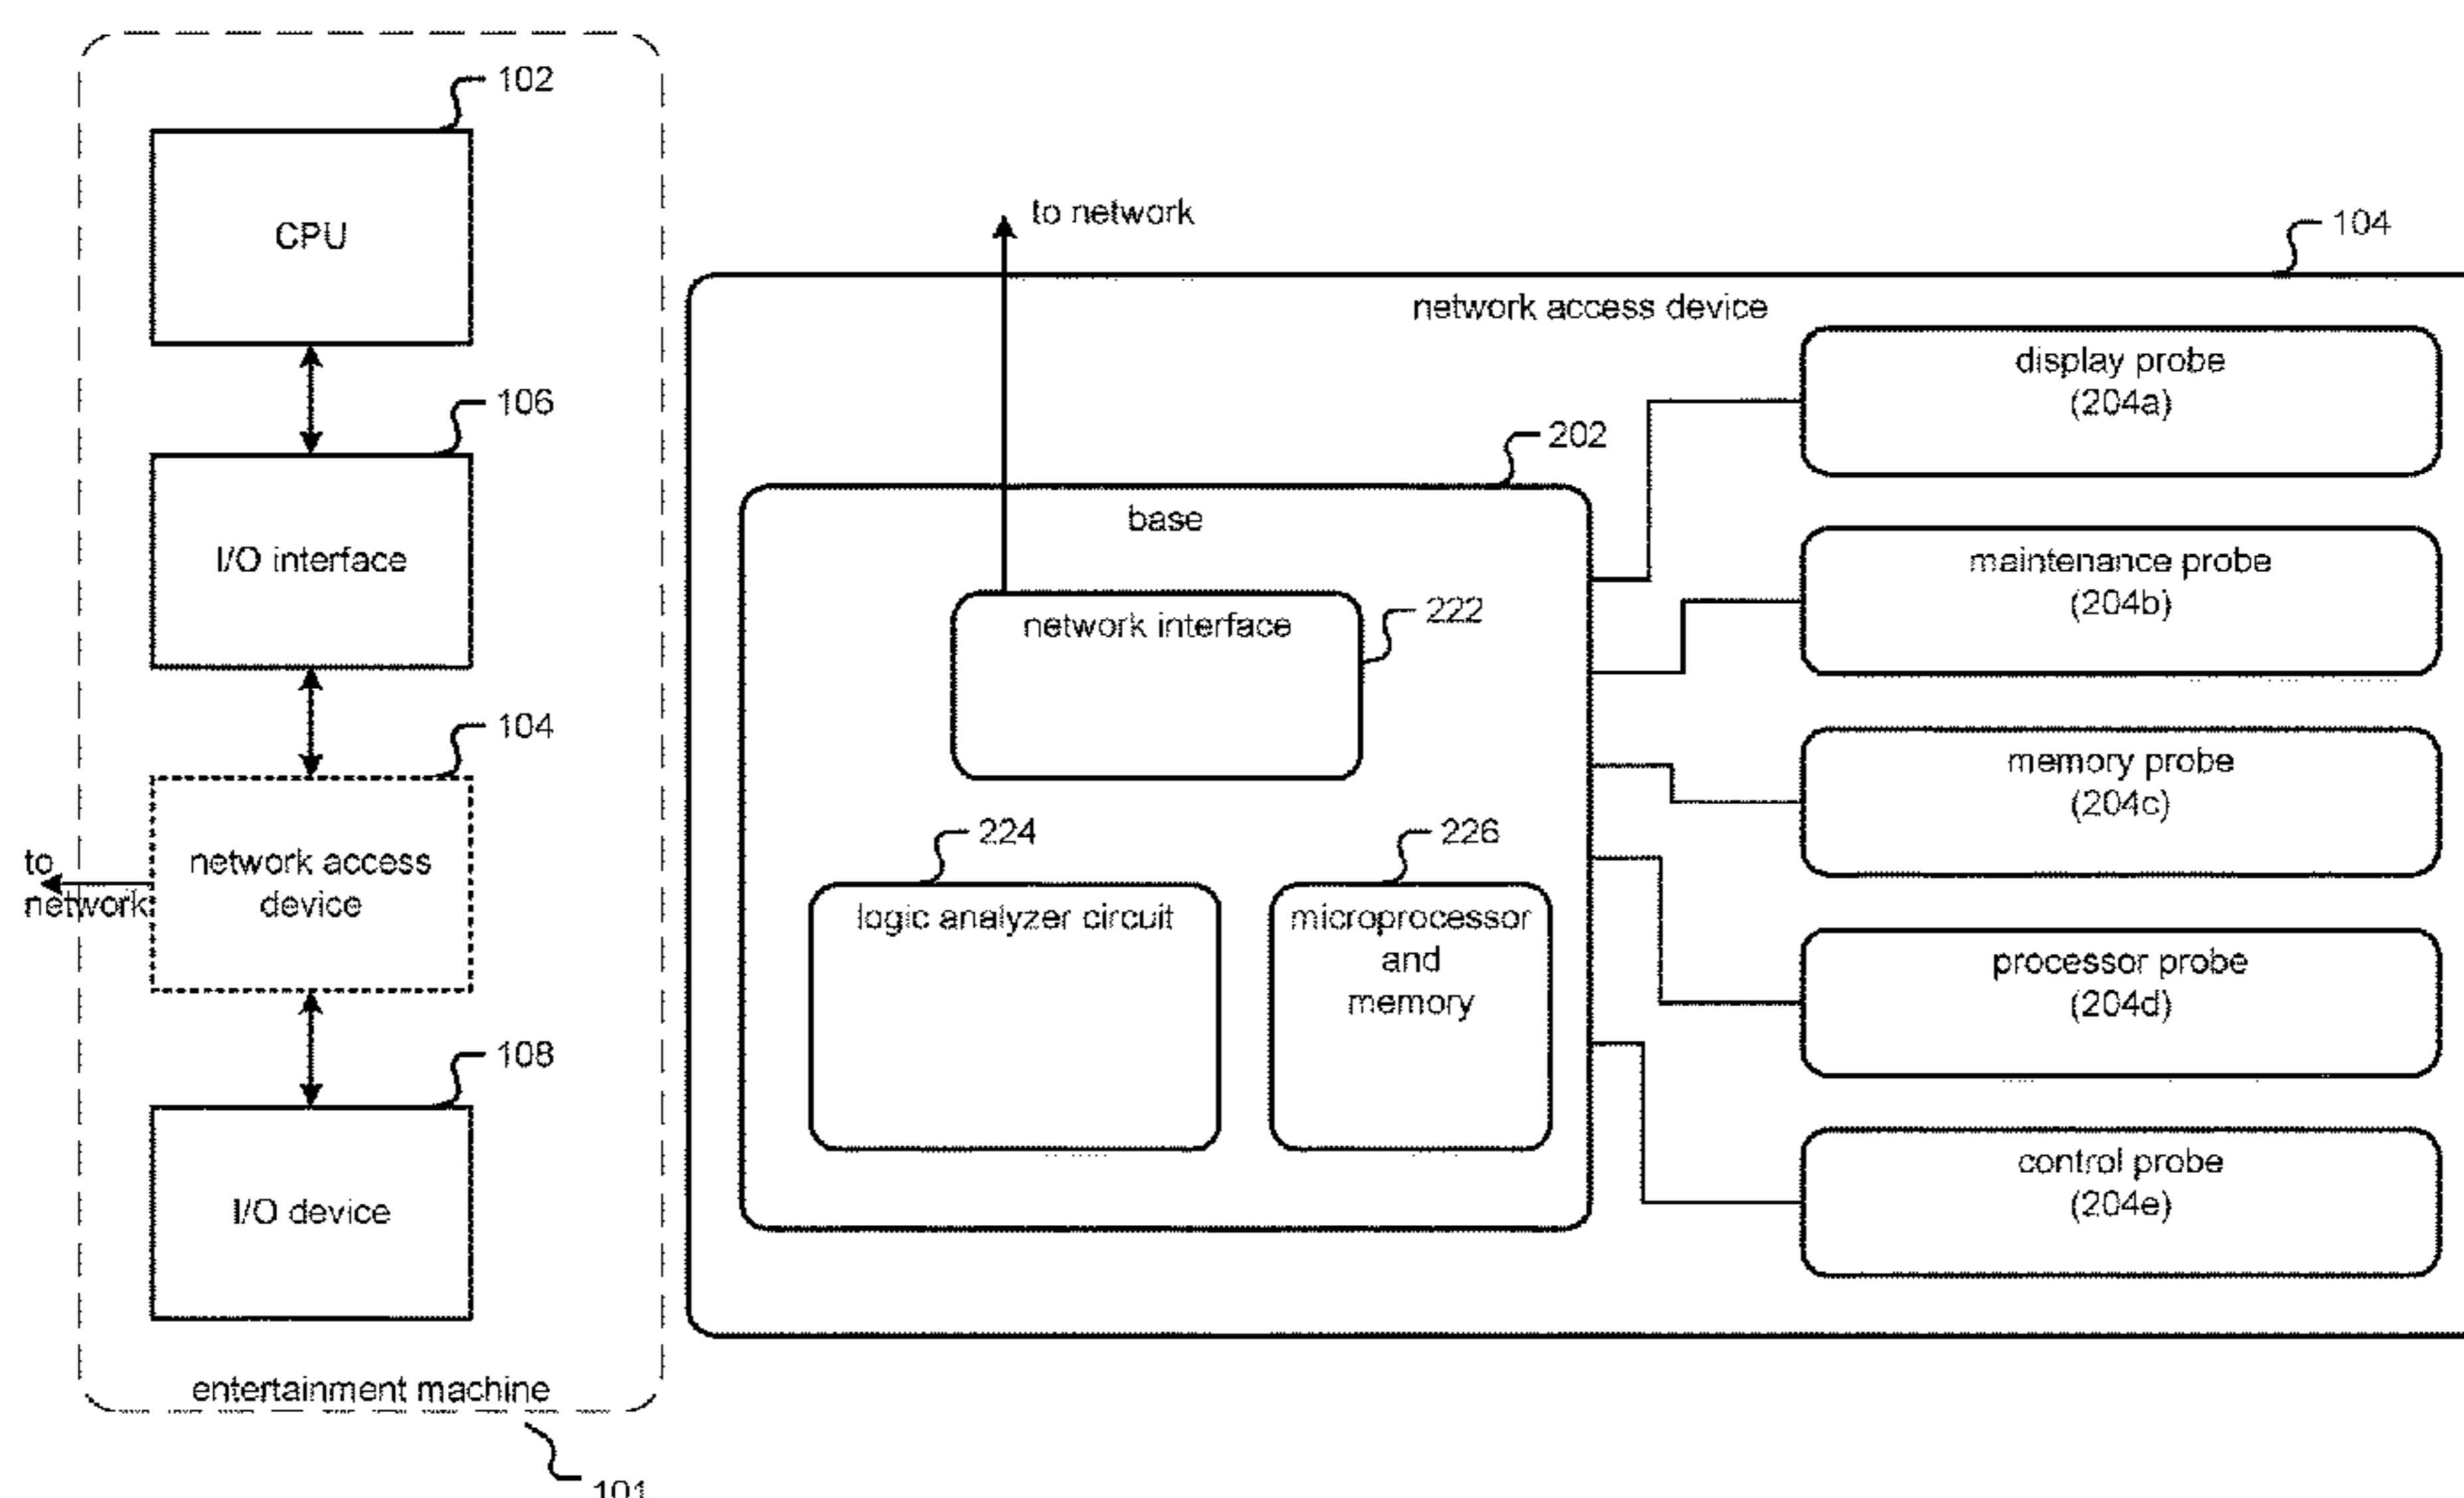 102
CPU
106
I/O interface
104
to
network
network access
device
108
I/O device
entertainment machine
101
to network
104
network access device
202
base
network interface
222
224
logic analyzer circuit
226
microprocessor
and
memory
display probe
(204a)
maintenance probe
(204b)
memory probe
(204c)
processor probe
(204d)
control probe
(204e)